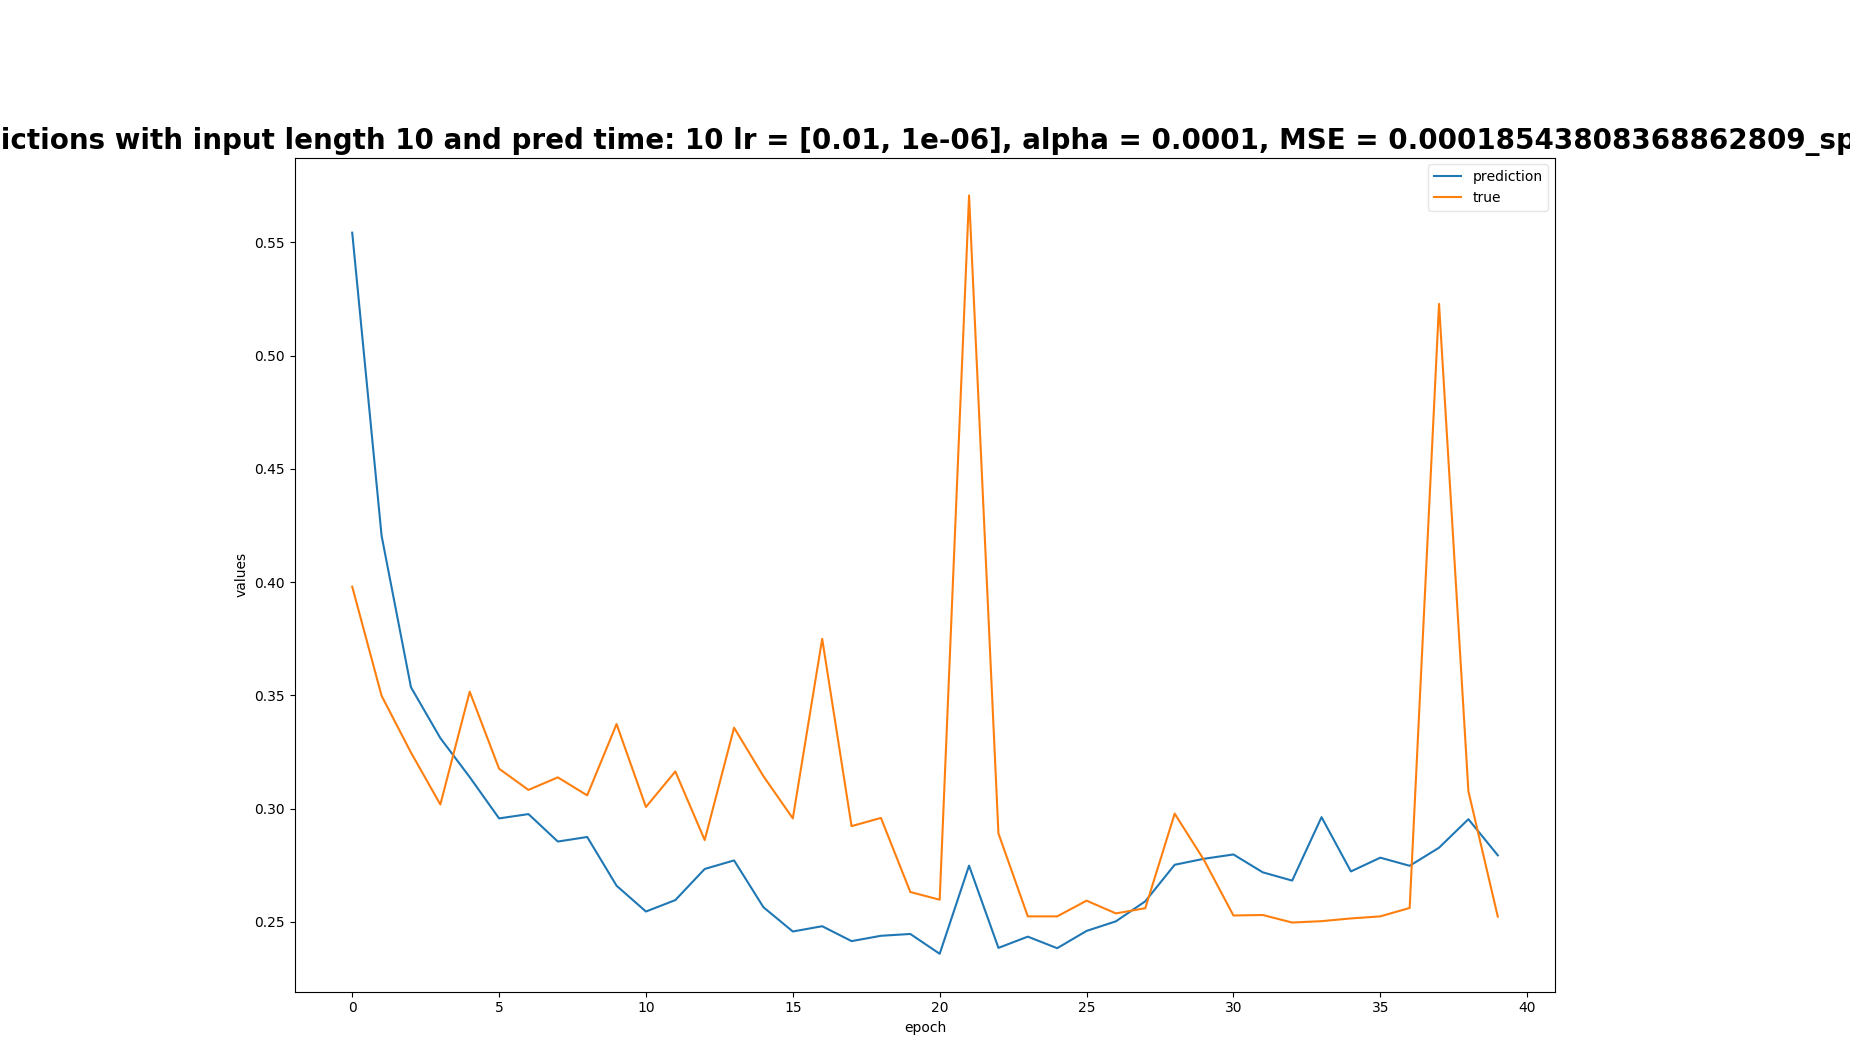 ictions with input length 10 and pred time: 10 lr = [0.01, 1e-06], alpha = 0.0001, MSE = 0.00018543808368862809_sp
prediction
true
0.55
0.50
0.45
0.40
0.35
0.30
0.25
values
0 5 10 15 20 25 30 35 40
epoch